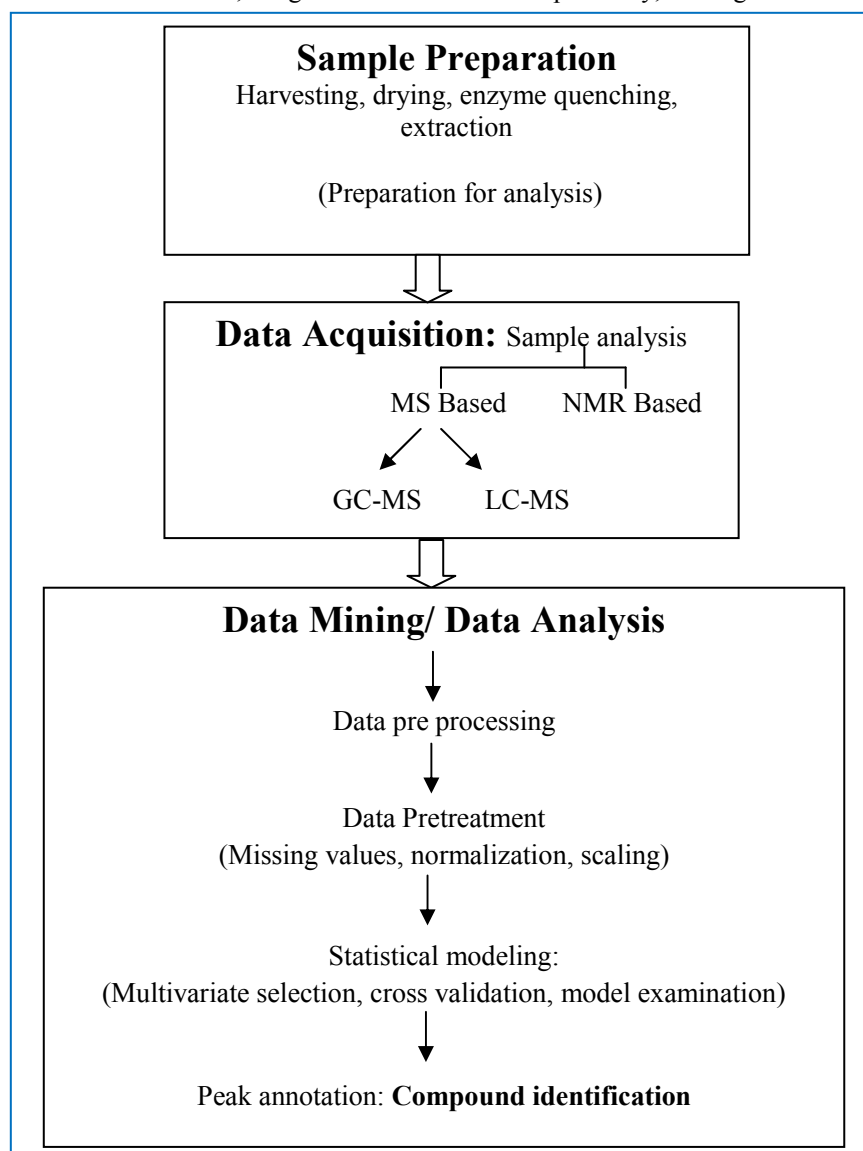 Sample Preparation
Harvesting, drying, enzyme quenching,
extraction
(Preparation for analysis)
Data Acquisition: Sample analysis
MS Based NMR Based
GC-MS LC-MS
Data Mining/ Data Analysis
Data pre processing
Data Pretreatment
(Missing values, normalization, scaling)
Statistical modeling:
(Multivariate selection, cross validation, model examination)
Peak annotation: Compound identification